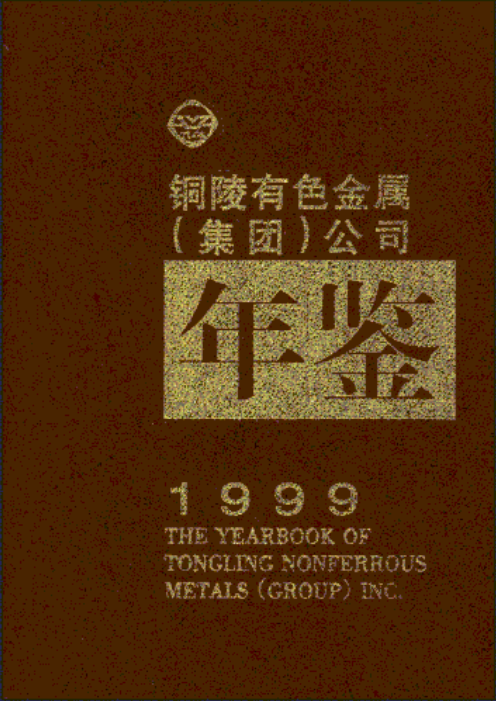 铜陵有色金属
（集团）公司
年鉴
1999
THE YEARBOOK OF
TONGLING NONFERROUS
METALS (GROUP) INC.